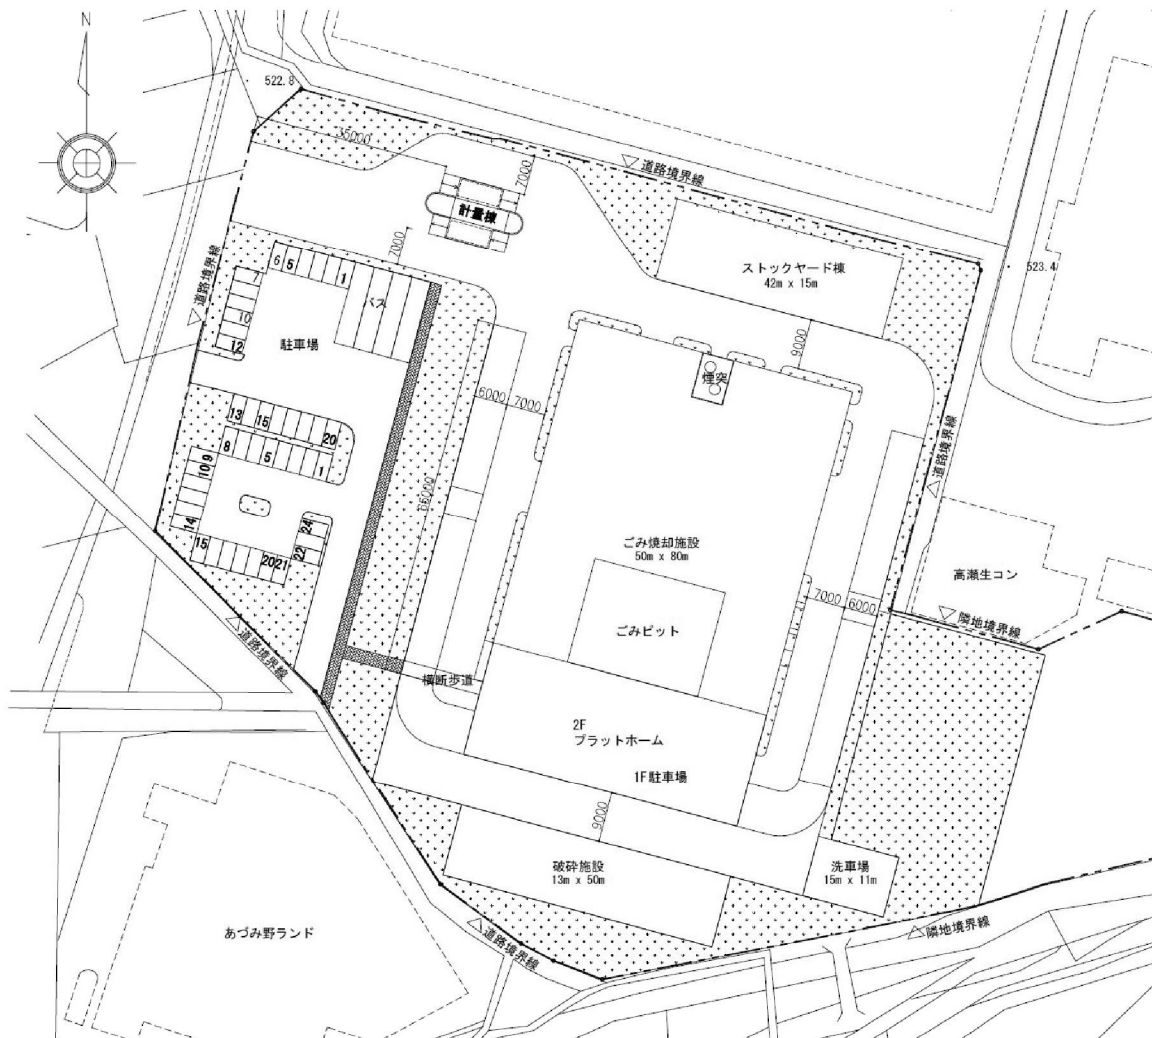 N
522.8
35000
7000
道路境界線
計量棟
7000
ストックヤード棟
42m x 15m
523.4
道路境界線
6
5
1
7
7
バス
10
12
駐車場
煙突
9000
6000
7000
13
15
20
8
5
1
9
10
14
15
20
21
22
24
66000
道路境界線
ごみ焼却施設
50m x 80m
高瀬生コン
7000
6000
隣地境界線
ごみピット
道路境界線
横断歩道
2F
プラットホーム
1F駐車場
9000
破砕施設
13m x 50m
洗車場
15m x 11m
あづみ野ランド
道路境界線
隣地境界線